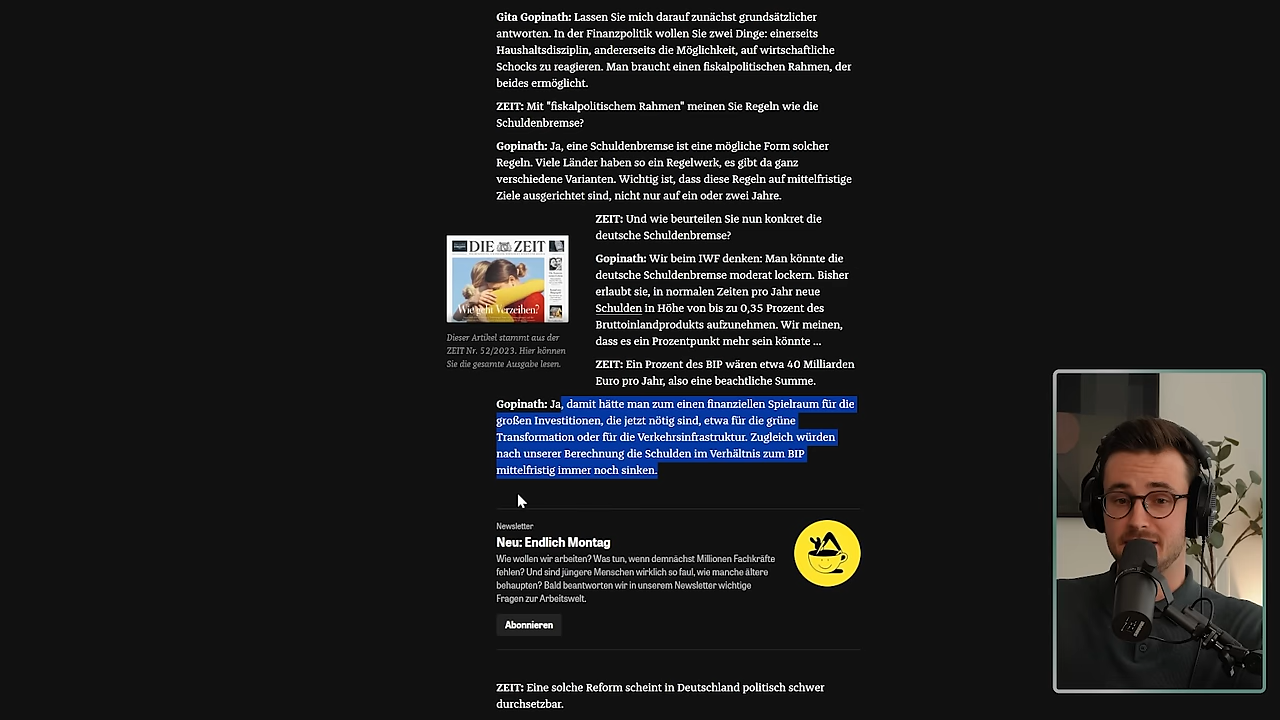 Gita Gopinath: Lassen Sie mich darauf zunächst grundsätzlicher
antworten. In der Finanzpolitik wollen Sie zwei Dinge: einerseits
Haushaltsdisziplin, andererseits die Möglichkeit, auf wirtschaftliche
Schocks zu reagieren. Man braucht einen fiskalpolitischen Rahmen, der
beides ermöglicht.
ZEIT: Mit "fiskalpolitischem Rahmen" meinen Sie Regeln wie die
Schuldenbremse?
Gopinath: Ja, eine Schuldenbremse ist eine mögliche Form solcher
Regeln. Viele Länder haben so ein Regelwerk, es gibt da ganz
verschiedene Varianten. Wichtig ist, dass diese Regeln auf mittelfristige
Ziele ausgerichtet sind, nicht nur auf ein oder zwei Jahre.
DIE ZEIT
Wie geht Verzeihen?
Dieser Artikel stammt aus der
ZEIT Nr. 52/2023. Hier können
Sie die gesamte Ausgabe lesen.
ZEIT: Und wie beurteilen Sie nun konkret die
deutsche Schuldenbremse?
Gopinath: Wir beim IWF denken: Man könnte die
deutsche Schuldenbremse moderat lockern. Bisher
erlaubt sie, in normalen Zeiten pro Jahr neue
Schulden in Höhe von bis zu 0,35 Prozent des
Bruttoinlandprodukts aufzunehmen. Wir meinen,
dass es ein Prozentpunkt mehr sein könnte ...
ZEIT: Ein Prozent des BIP wären etwa 40 Milliarden
Euro pro Jahr, also eine beachtliche Summe.
Gopinath: Ja, damit hätte man zum einen finanziellen Spielraum für die
großen Investitionen, die jetzt nötig sind, etwa für die grüne
Transformation oder für die Verkehrsinfrastruktur. Zugleich würden
nach unserer Berechnung die Schulden im Verhältnis zum BIP
mittelfristig immer noch sinken.
Newsletter
Neu: Endlich Montag
Wie wollen wir arbeiten? Was tun, wenn demnächst Millionen Fachkräfte
fehlen? Und sind jüngere Menschen wirklich so faul, wie manche ältere
behaupten? Bald beantworten wir in unserem Newsletter wichtige
Fragen zur Arbeitswelt.
Abonnieren
ZEIT: Eine solche Reform scheint in Deutschland politisch schwer
durchsetzbar.